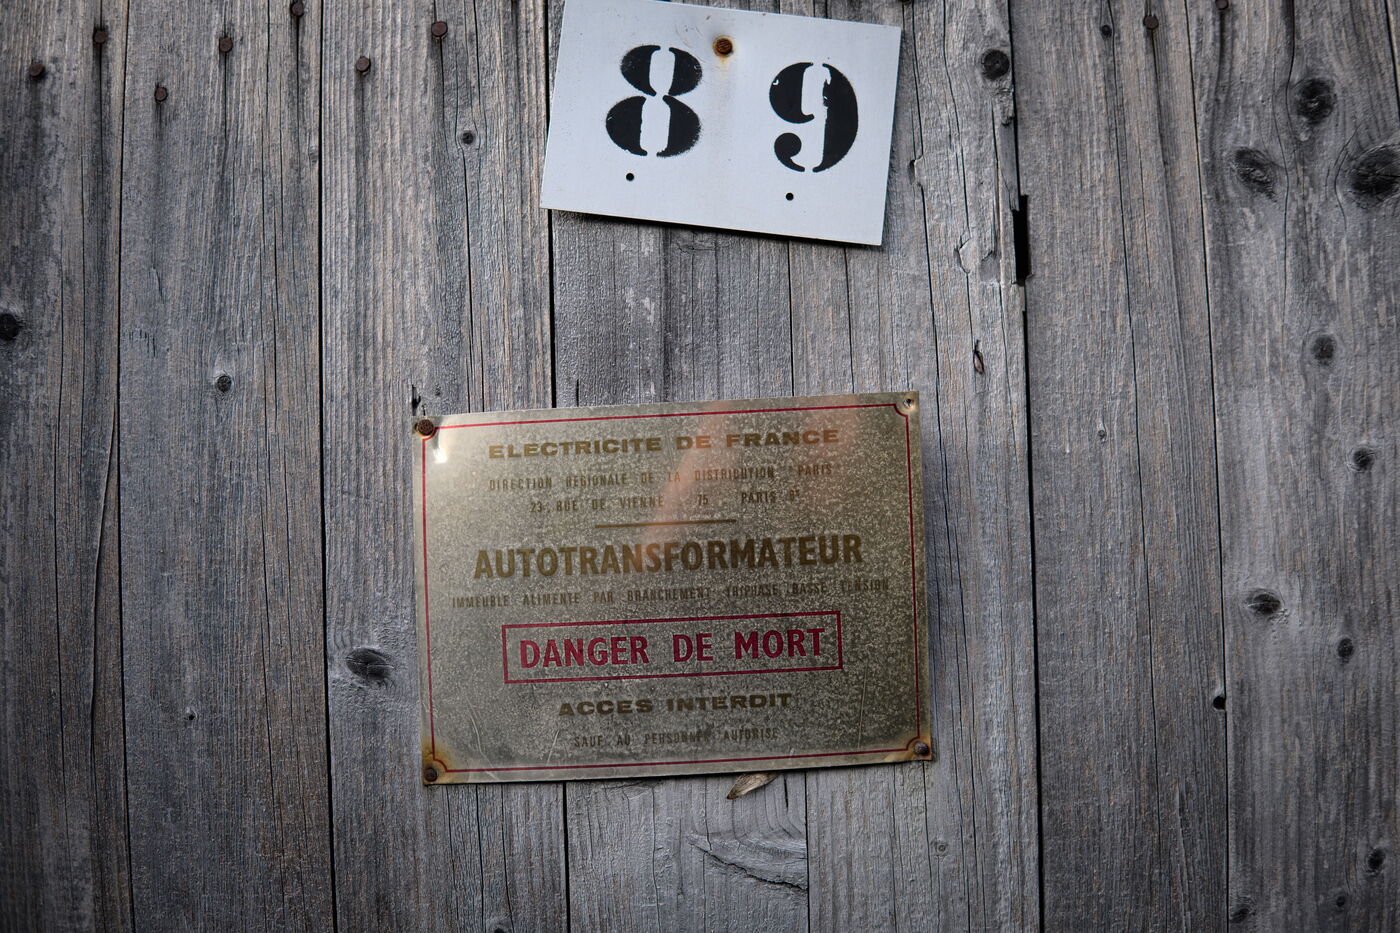 89
ELECTRICITE DE FRANCE
DIRECTION REGIONALE DE LA DISTRIBUTION "PARIS"
23 RUE DE VIENNE 75 PARIS 8e
AUTOTRANSFORMATEUR
IMMEUBLE ALIMENTE PAR BRANCHEMENT TRIPHASE BASSE TENSION
DANGER DE MORT
ACCES INTERDIT
SAUF AU PERSONNEL AUTORISE